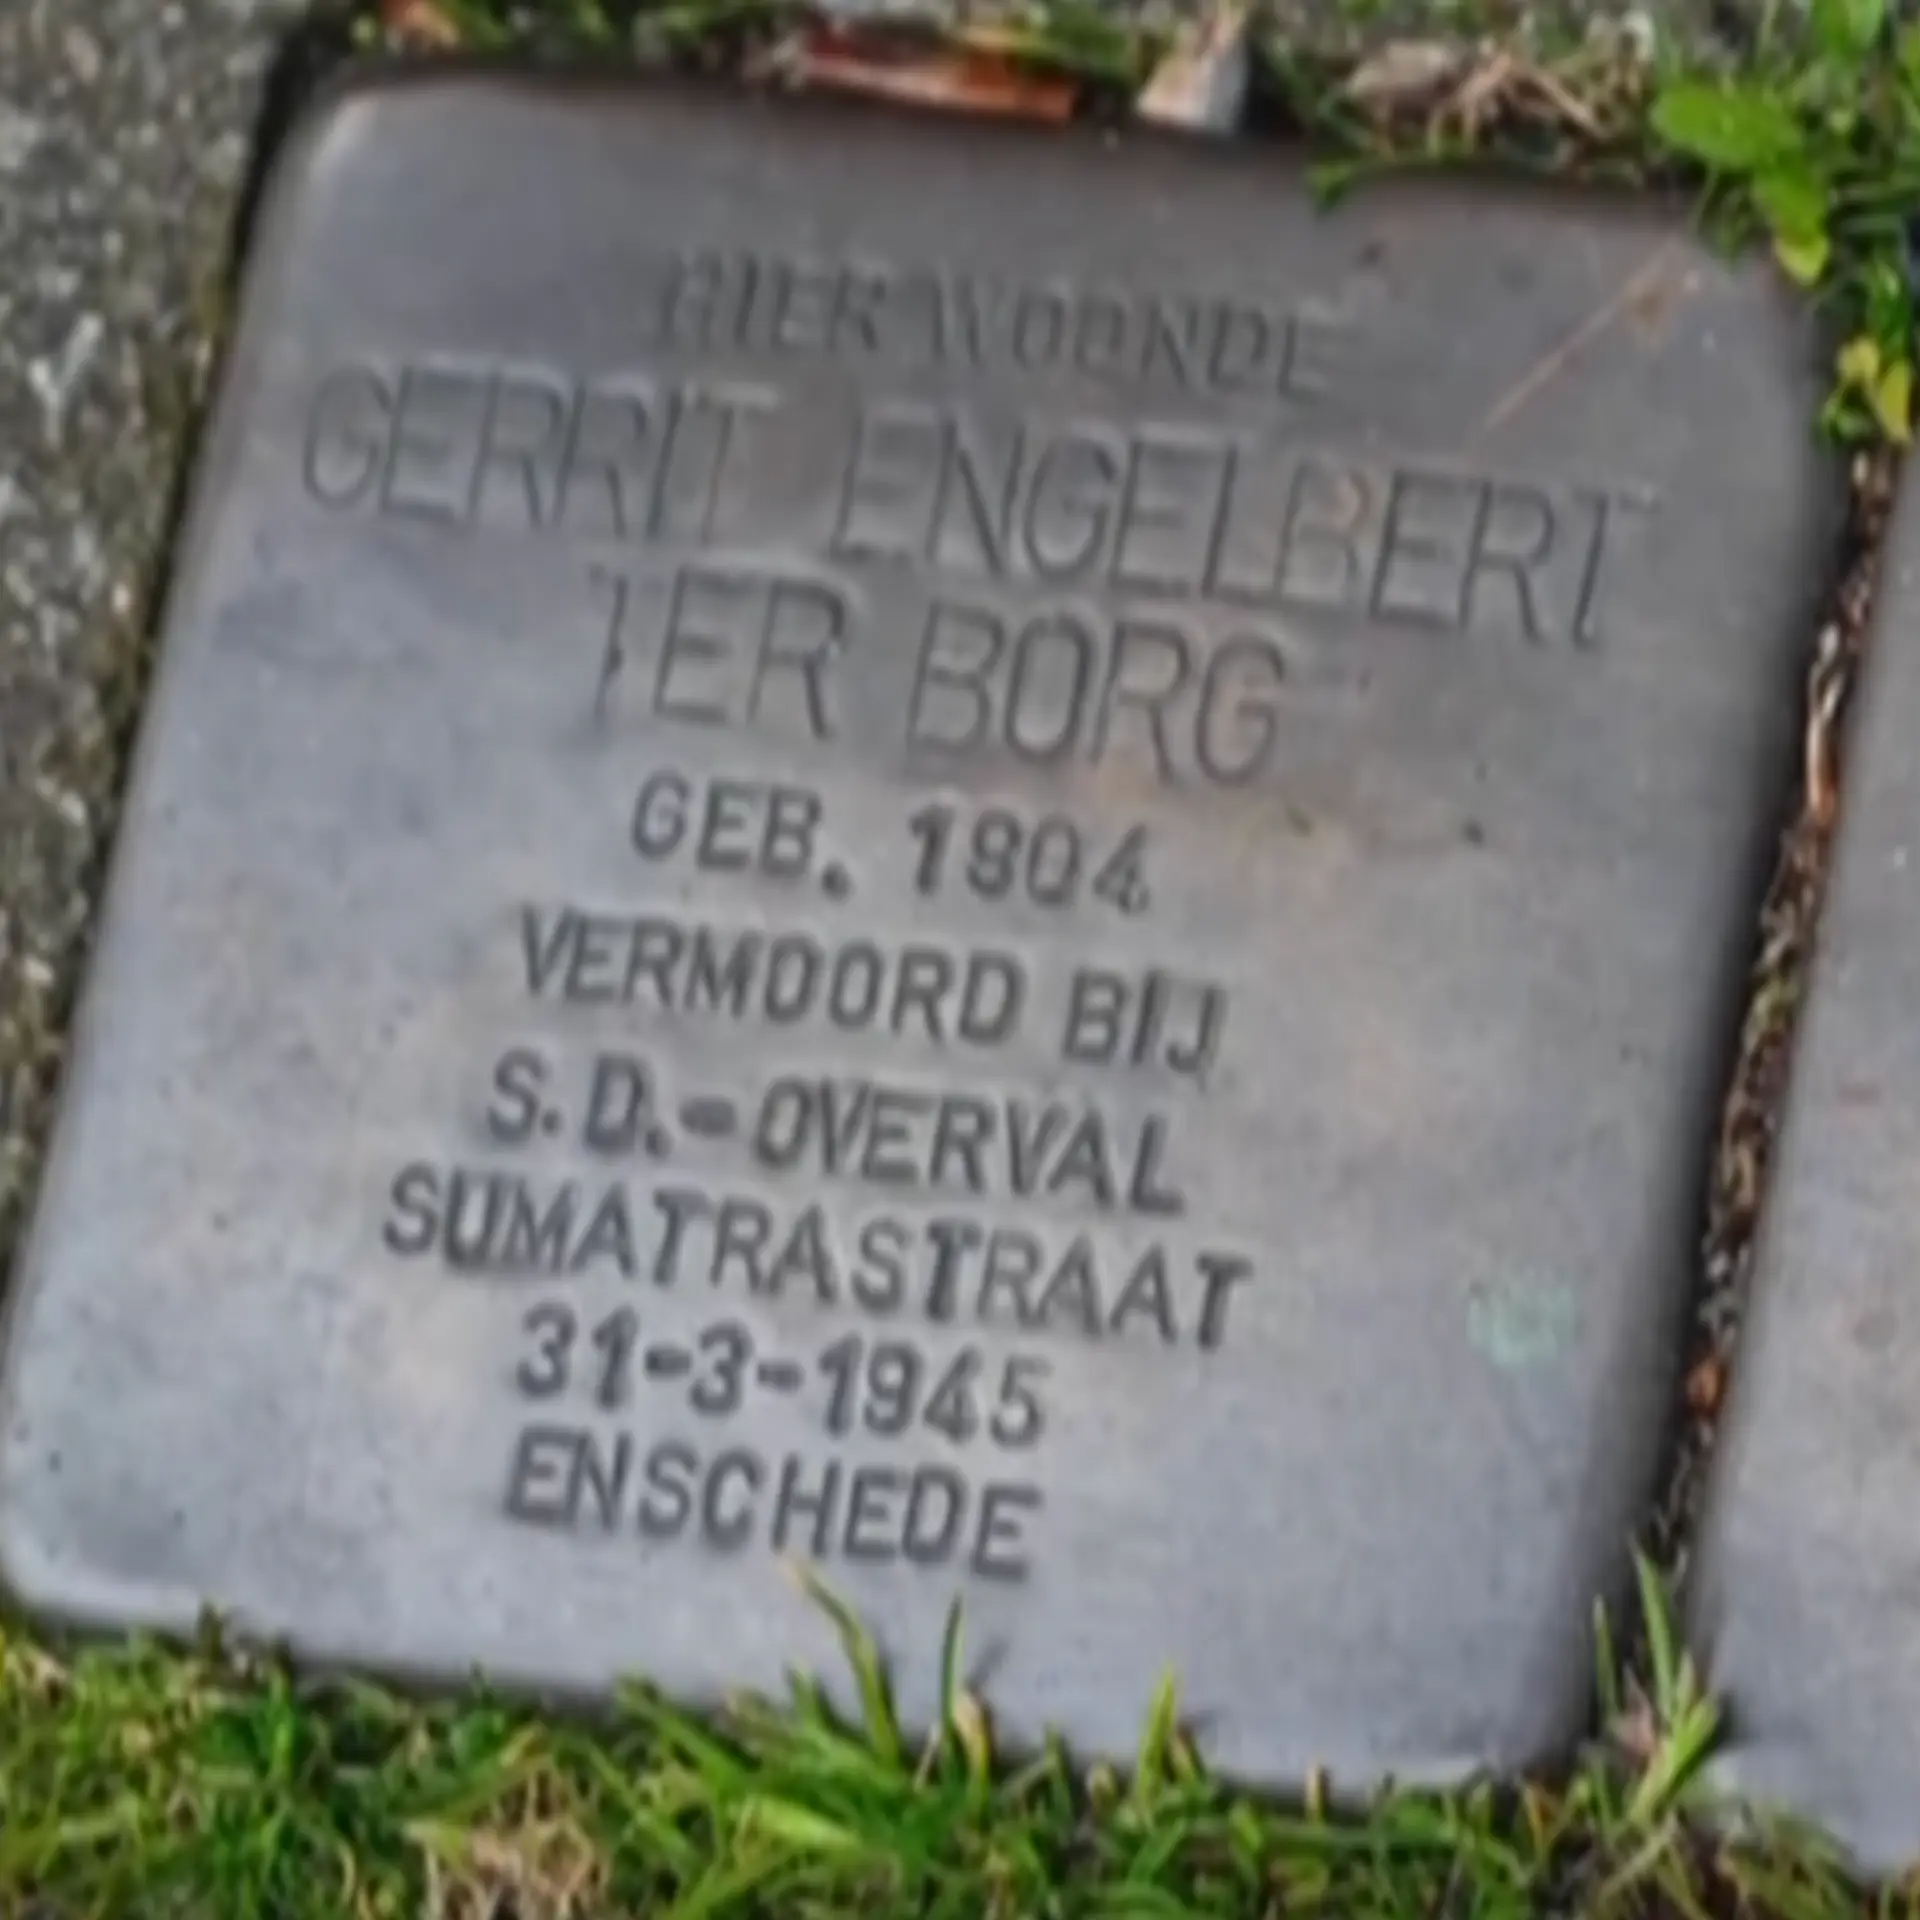 HIER WOONDE
GERRIT ENGELBERT
TER BORG
GEB. 1904
VERMOORD BIJ
S.D.-OVERVAL
SUMATRASTRAAT
31-3-1945
ENSCHEDE